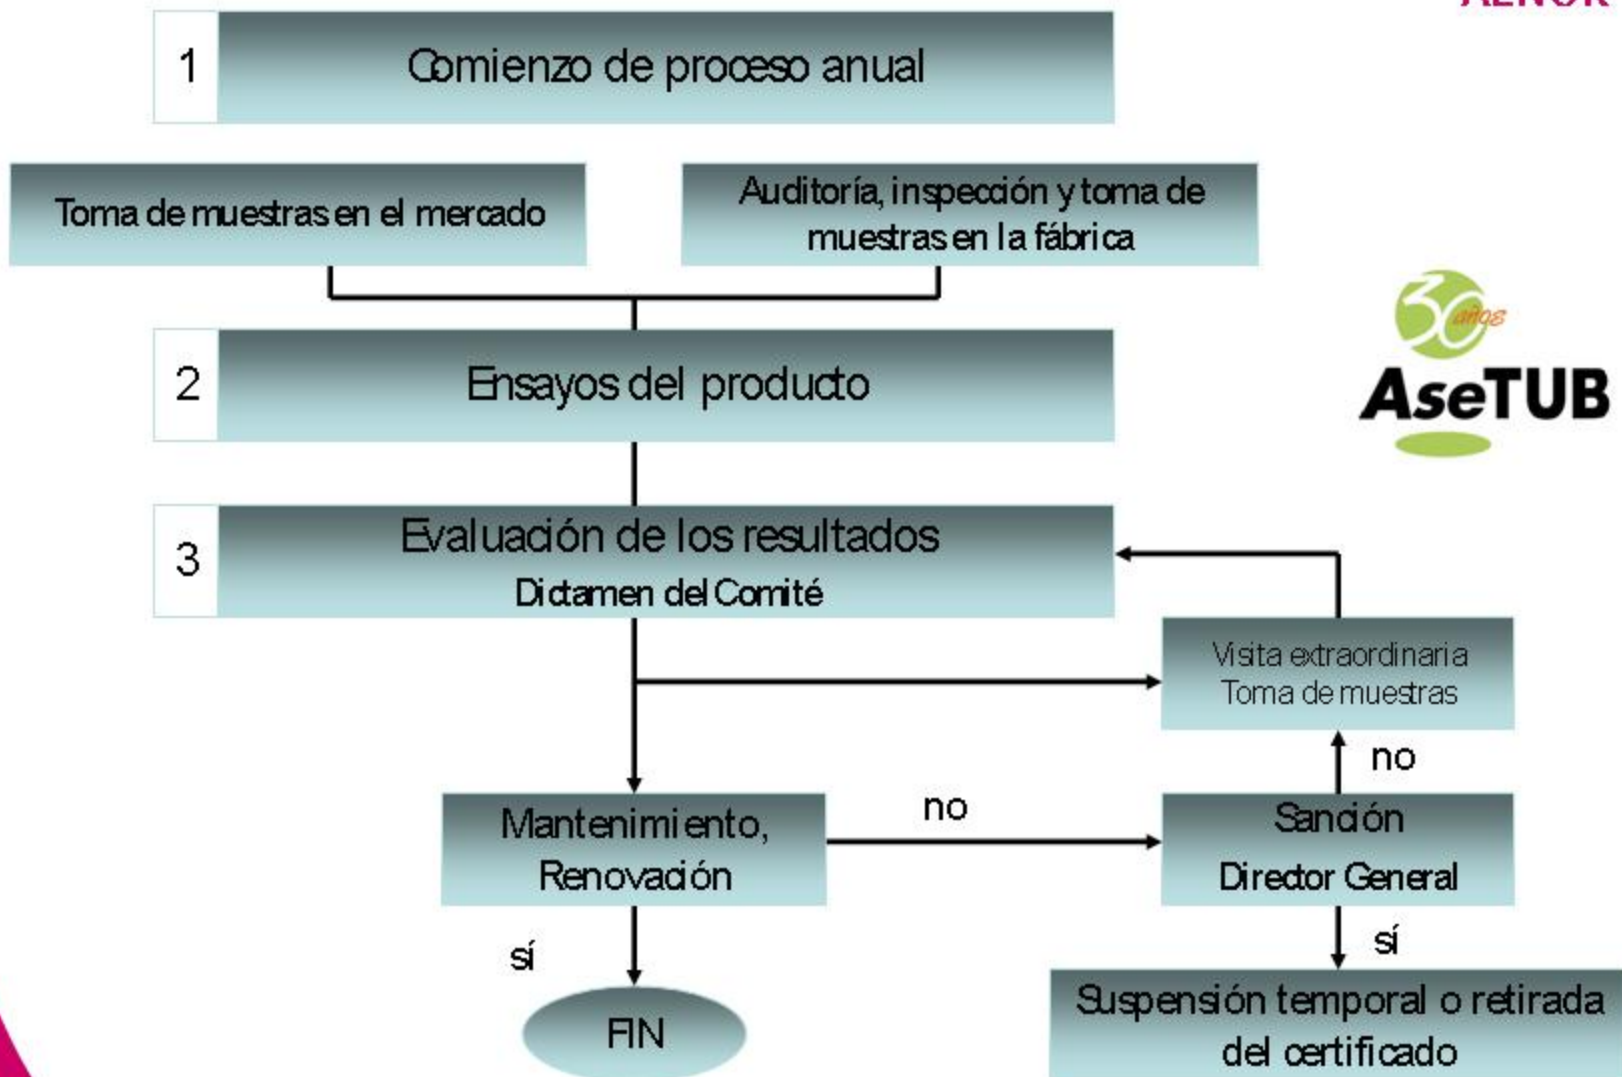 1
Comienzo de proceso anual
Toma de muestras en el mercado
Auditoría, inspección y toma de
muestras en la fábrica
30
años
AseTUB
2
Ensayos del producto
3
Evaluación de los resultados
Dictamen del Comité
Visita extraordinaria
Toma de muestras
no
Mantenimiento,
Renovación
no
Sanción
Director General
sí
sí
FIN
Suspensión temporal o retirada
del certificado